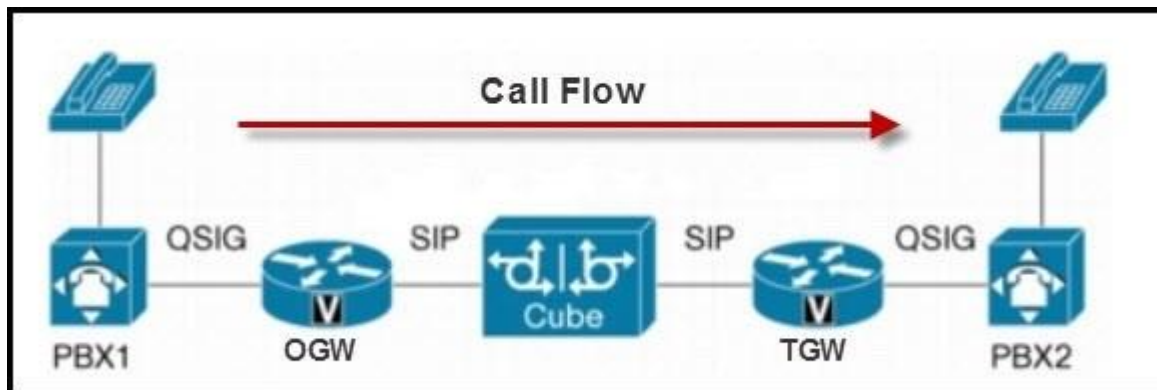 Call Flow
QSIG
SIP
SIP
QSIG
Cube
V
V
PBX1
OGW
TGW
PBX2